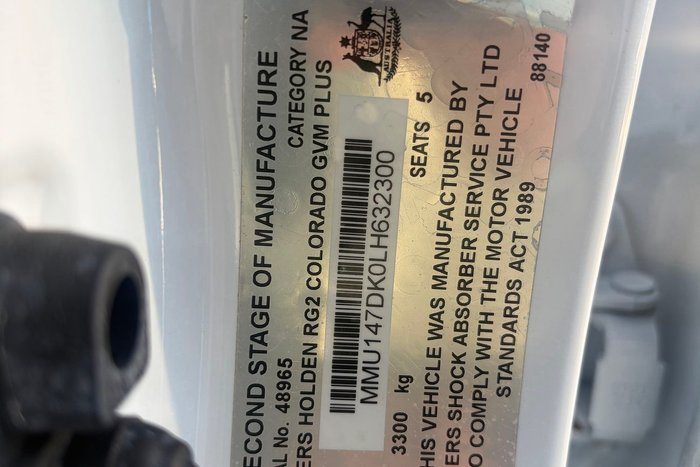 ECOND STAGE OF MANUFACTURE
AL No. 48965 CATEGORY NA
ERS HOLDEN RG2 COLORADO GVM PLUS
AUSTRALIA
MMU147DK0LH632300
3300 kg SEATS 5
HIS VEHICLE WAS MANUFACTURED BY
ERS SHOCK ABSORBER SERVICE PTY LTD
O COMPLY WITH THE MOTOR VEHICLE
STANDARDS ACT 1989 88140